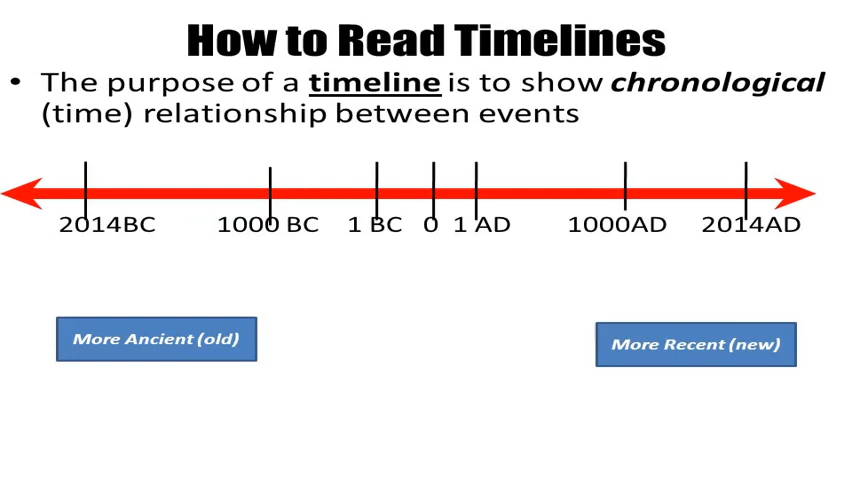 How to Read Timelines
• The purpose of a timeline is to show chronological
(time) relationship between events
2014BC 1000 BC 1 BC 0 1 AD 1000AD 2014AD
More Ancient (old)
More Recent (new)